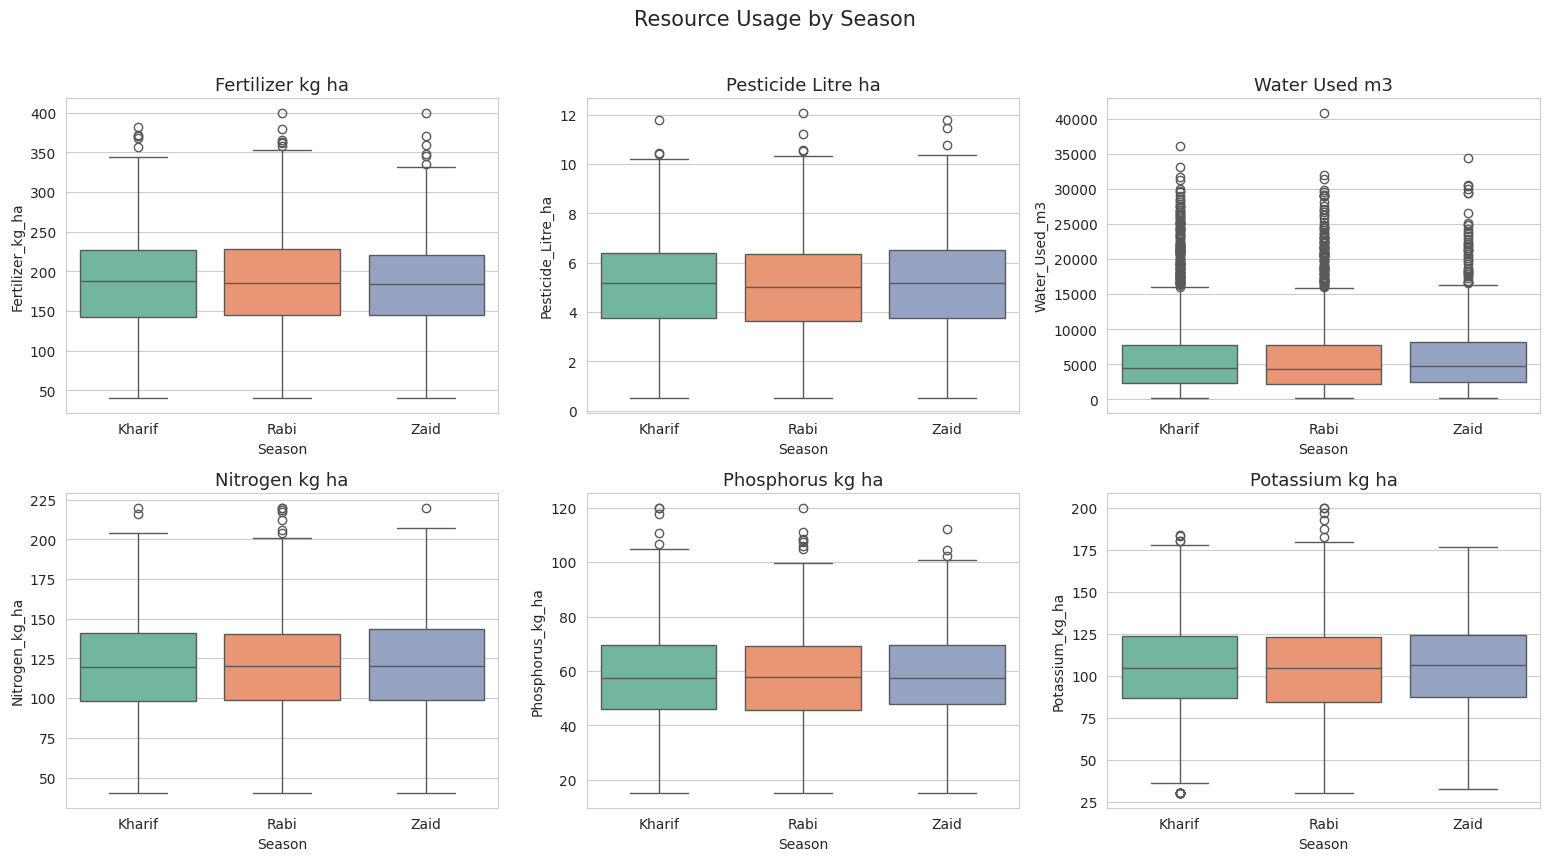 Resource Usage by Season
Fertilizer kg ha
Fertilizer_kg_ha
400
350
300
250
200
150
100
50
Kharif Rabi Zaid
Season
Pesticide Litre ha
Pesticide_Litre_ha
12
10
8
6
4
2
0
Kharif Rabi Zaid
Season
Water Used m3
Water_Used_m3
40000
35000
30000
25000
20000
15000
10000
5000
0
Kharif Rabi Zaid
Season
Nitrogen kg ha
Nitrogen_kg_ha
225
200
175
150
125
100
75
50
Kharif Rabi Zaid
Season
Phosphorus kg ha
Phosphorus_kg_ha
120
100
80
60
40
20
Kharif Rabi Zaid
Season
Potassium kg ha
Potassium_kg_ha
200
175
150
125
100
75
50
25
Kharif Rabi Zaid
Season